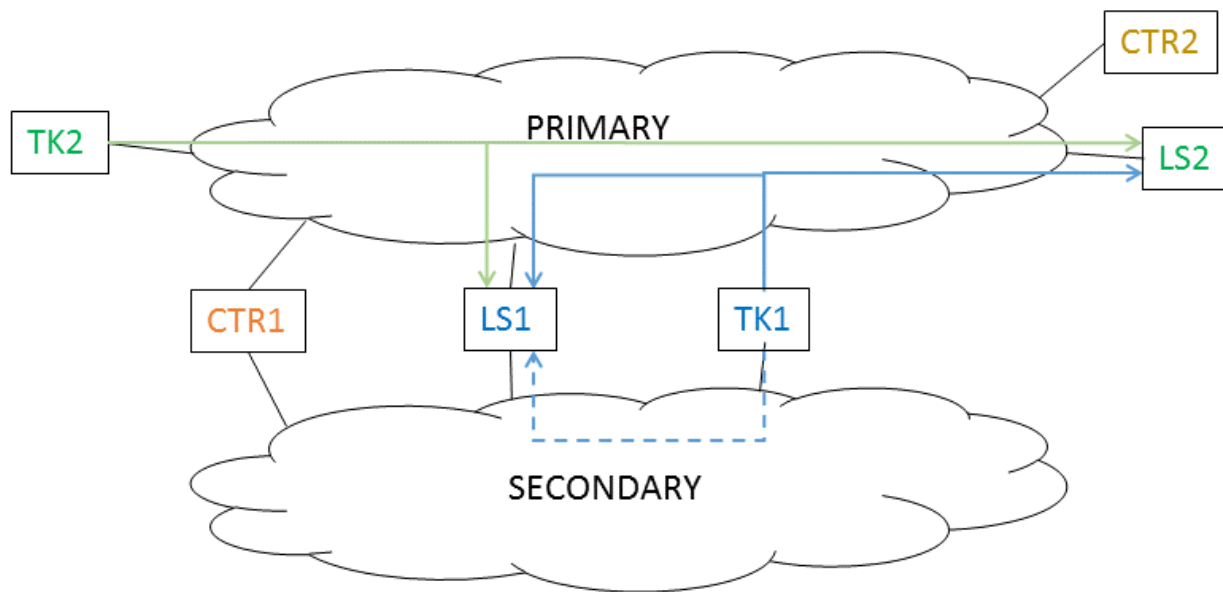 CTR2
PRIMARY
TK2
LS2
CTR1
LS1
TK1
SECONDARY